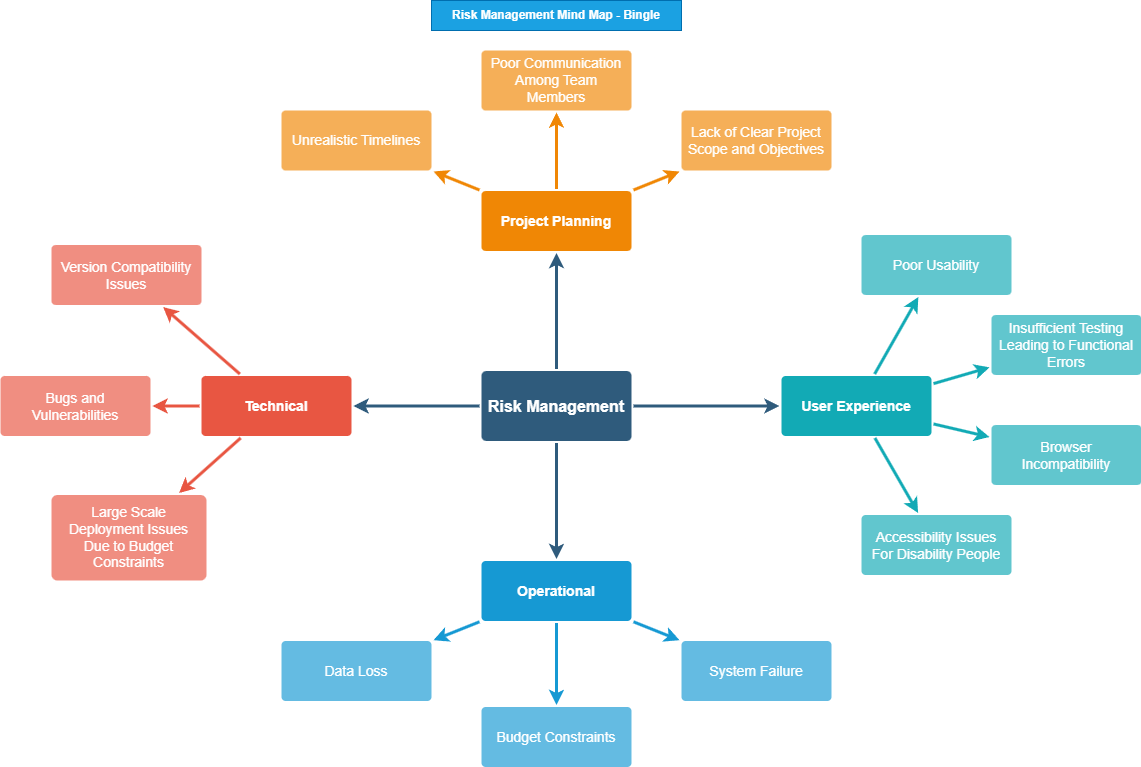 Risk Management Mind Map - Bingle
Poor Communication
Among Team
Members
Unrealistic Timelines
Lack of Clear Project
Scope and Objectives
Project Planning
Version Compatibility
Issues
Bugs and
Vulnerabilities
Technical
Large Scale
Deployment Issues
Due to Budget
Constraints
Risk Management
User Experience
Poor Usability
Insufficient Testing
Leading to Functional
Errors
Browser
Incompatibility
Accessibility Issues
For Disability People
Operational
Data Loss
Budget Constraints
System Failure